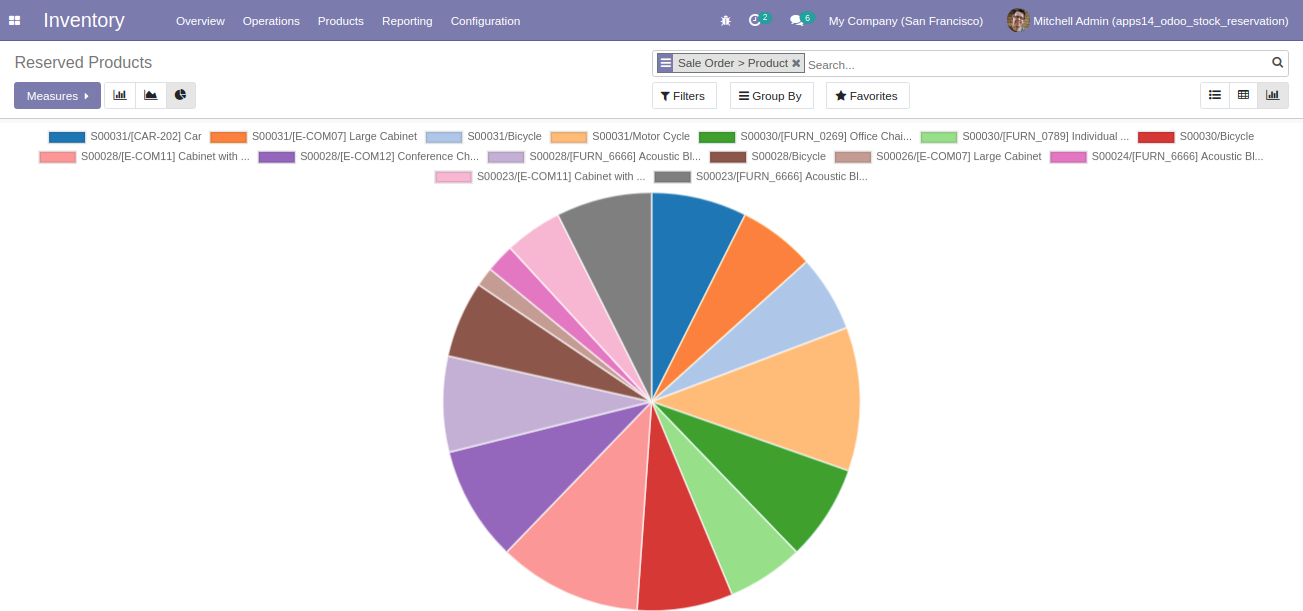 Inventory Overview Operations Products Reporting Configuration 2 6 My Company (San Francisco) Mitchell Admin (apps14_odoo_stock_reservation)
Reserved Products Sale Order > Product Search...
Measures Filters Group By Favorites
S00031/[CAR-202] Car S00031/[E-COM07] Large Cabinet S00031/Bicycle S00031/Motor Cycle S00030/[FURN_0269] Office Chai... S00030/[FURN_0789] Individual ... S00030/Bicycle
S00028/[E-COM11] Cabinet with ... S00028/[E-COM12] Conference Ch... S00028/[FURN_6666] Acoustic Bl... S00028/Bicycle S00026/[E-COM07] Large Cabinet S00024/[FURN_6666] Acoustic Bl...
S00023/[E-COM11] Cabinet with ... S00023/[FURN_6666] Acoustic Bl...